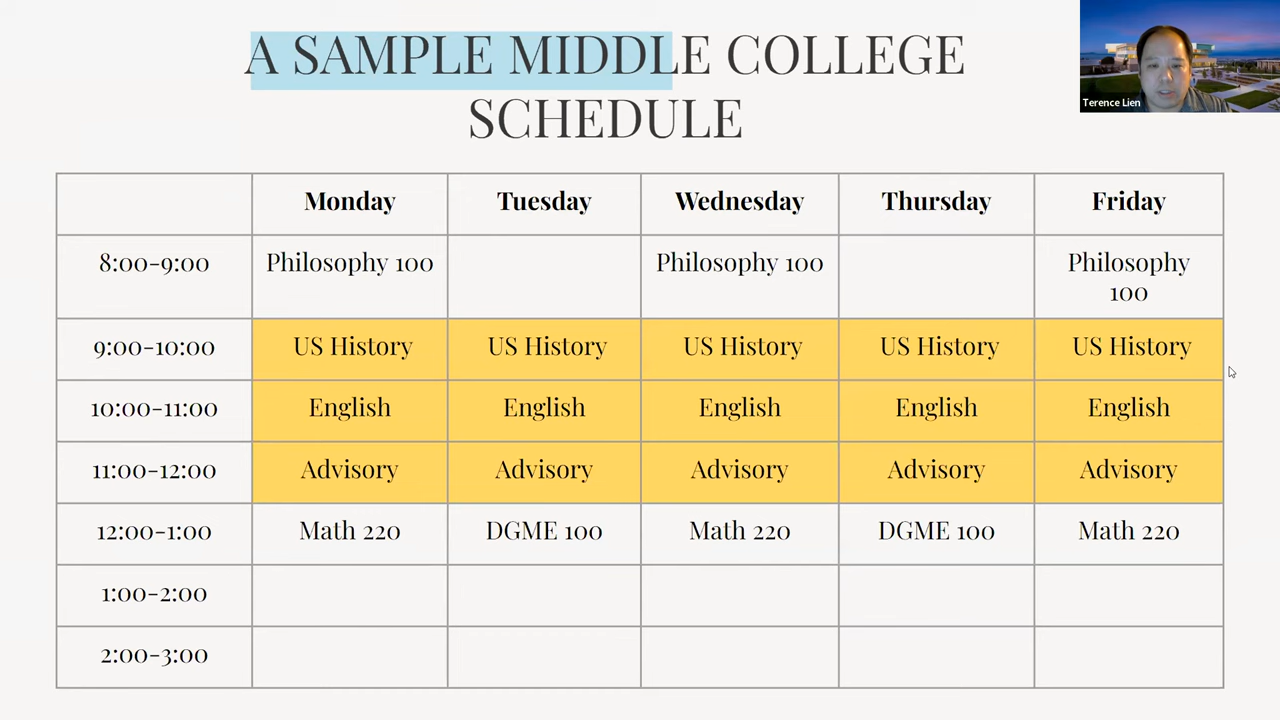 A SAMPLE MIDDLE COLLEGE
SCHEDULE
Terence Lien
Monday Tuesday Wednesday Thursday Friday
8:00-9:00 Philosophy 100 Philosophy 100 Philosophy
100
9:00-10:00 US History US History US History US History US History
10:00-11:00 English English English English English
11:00-12:00 Advisory Advisory Advisory Advisory Advisory
12:00-1:00 Math 220 DGME 100 Math 220 DGME 100 Math 220
1:00-2:00
2:00-3:00